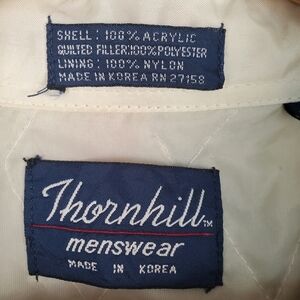 SHELL: 100% ACRYLIC
QUILTED FILLER:100% POLYESTER
LINING: 100% NYLON
MADE IN KOREA RN 27158
Thornhill™
menswear
MADE IN KOREA